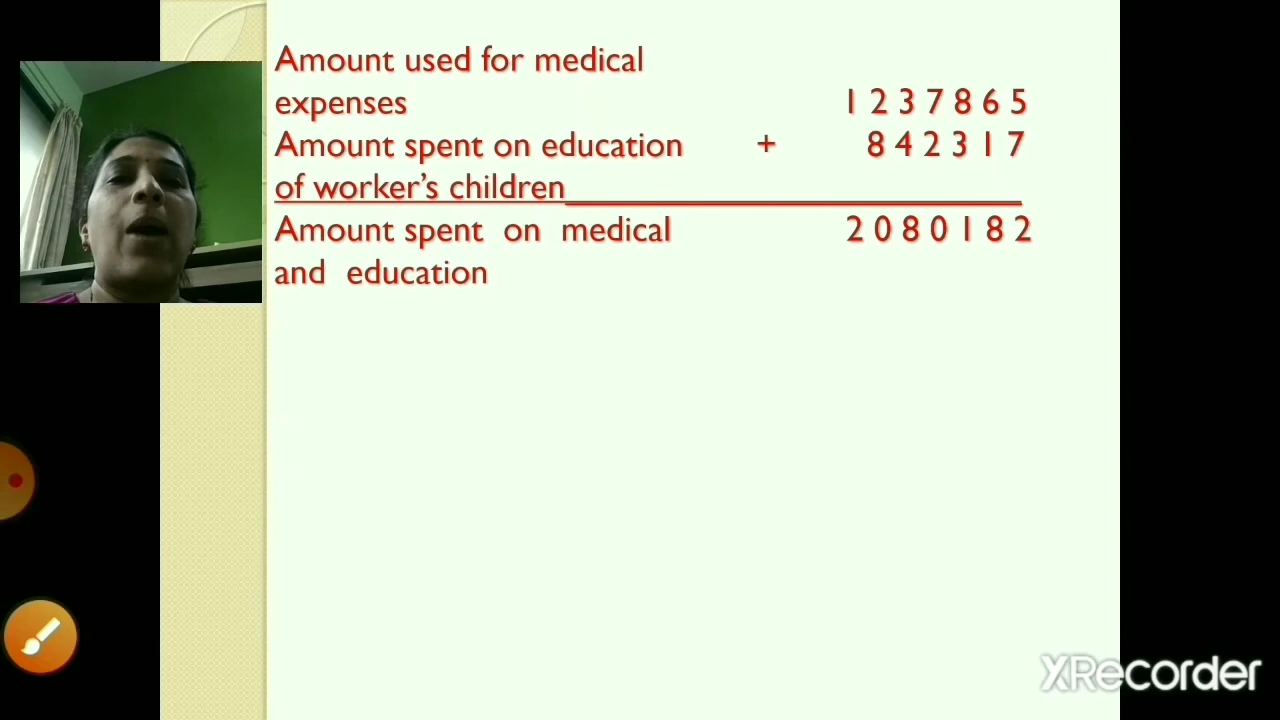 Amount used for medical
expenses 1 2 3 7 8 6 5
Amount spent on education + 8 4 2 3 1 7
of worker's children
Amount spent on medical 2 0 8 0 1 8 2
and education
XRecorder